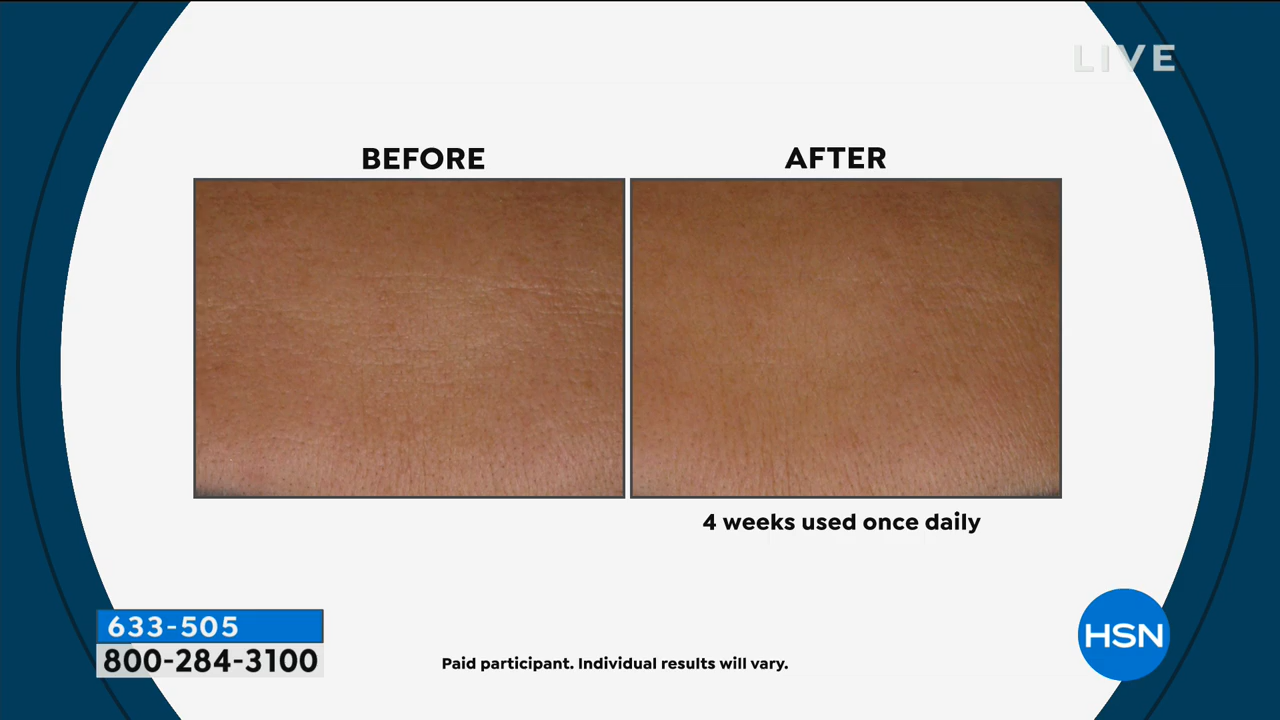 LIVE
BEFORE
AFTER
4 weeks used once daily
633-505
800-284-3100
Paid participant. Individual results will vary.
HSN